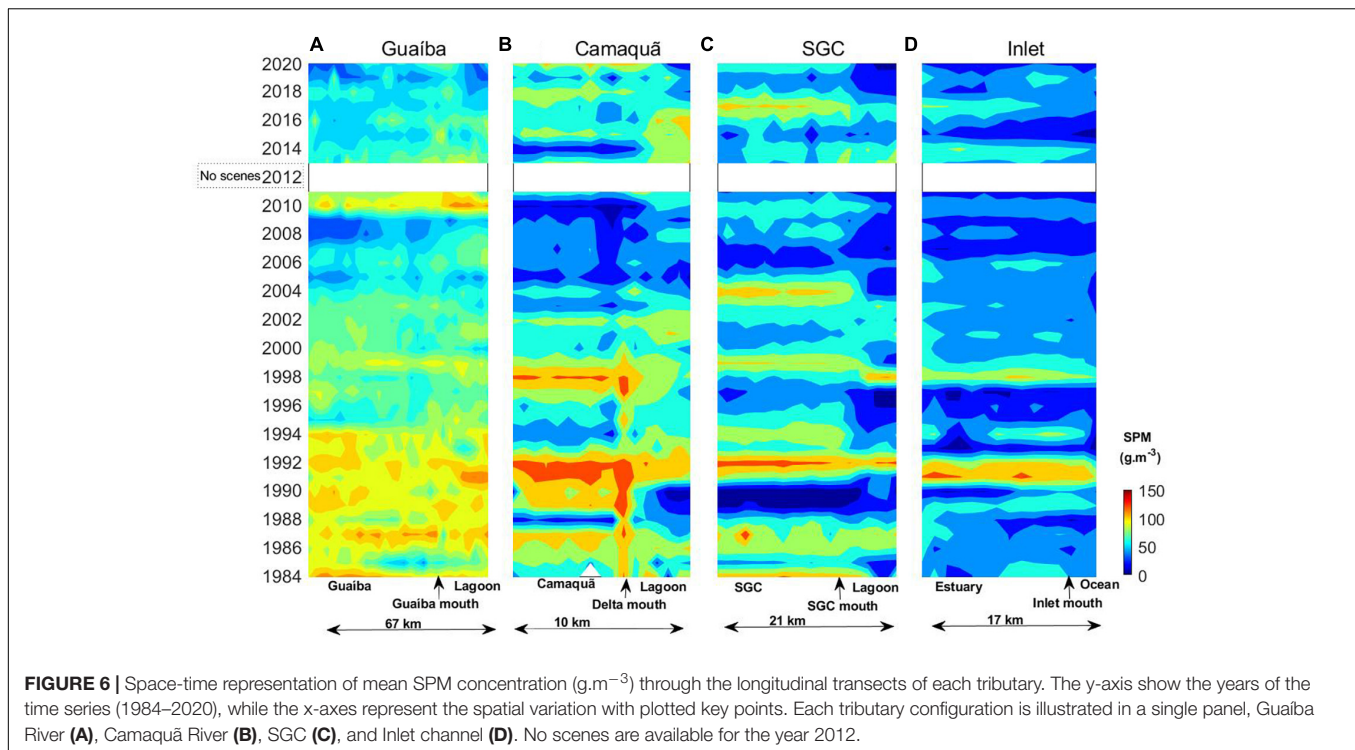 A Guaíba B Camaquã C SGC D Inlet
2020
2018
2016
2014
No scenes 2012
2010
2008
2006
2004
2002
2000
1998
1996
1994
1992
1990
1988
1986
1984
SPM
(g.m-3)
150
100
50
0
Guaíba Lagoon Camaquã Lagoon SGC Lagoon Estuary Ocean
Guaíba mouth Delta mouth SGC mouth Inlet mouth
67 km 10 km 21 km 17 km
FIGURE 6 | Space-time representation of mean SPM concentration (g.m−3) through the longitudinal transects of each tributary. The y-axis show the years of the
time series (1984–2020), while the x-axes represent the spatial variation with plotted key points. Each tributary configuration is illustrated in a single panel, Guaíba
River (A), Camaquã River (B), SGC (C), and Inlet channel (D). No scenes are available for the year 2012.